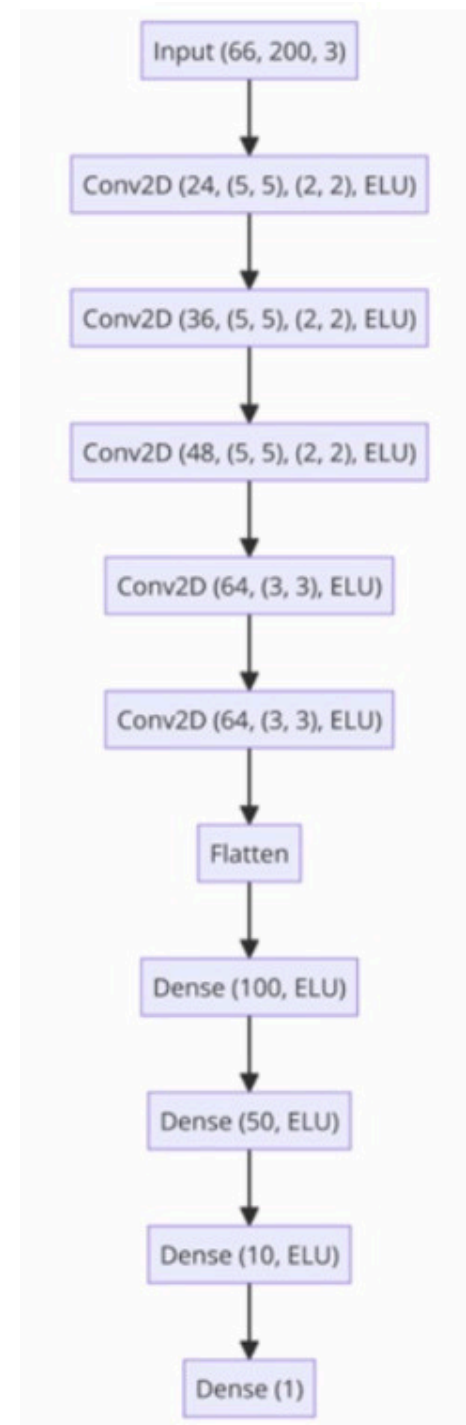 Input (66, 200, 3)
Conv2D (24, (5, 5), (2, 2), ELU)
Conv2D (36, (5, 5), (2, 2), ELU)
Conv2D (48, (5, 5), (2, 2), ELU)
Conv2D (64, (3, 3), ELU)
Conv2D (64, (3, 3), ELU)
Flatten
Dense (100, ELU)
Dense (50, ELU)
Dense (10, ELU)
Dense (1)